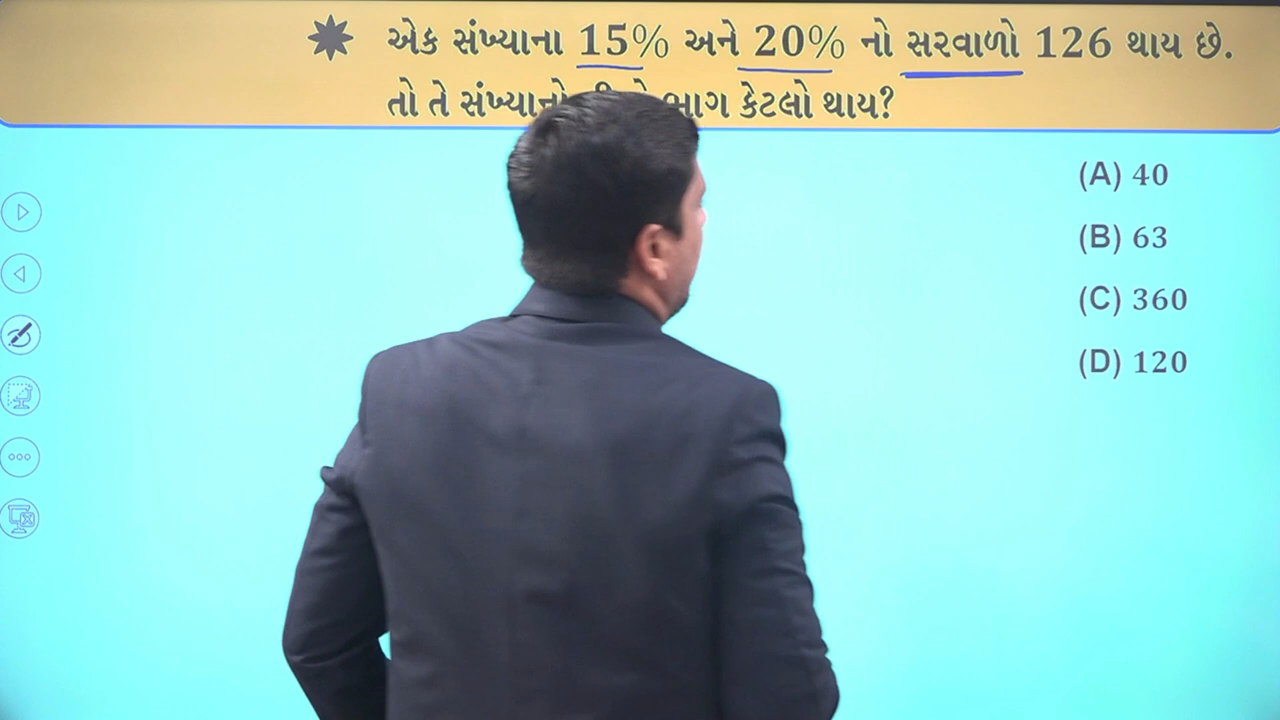 એક સંખ્યાના 15% અને 20% નો સરવાળો 126 થાય છે.
તો તે સંખ્યાનો ભાગ કેટલો થાય?
(A) 40
(B) 63
(C) 360
(D) 120